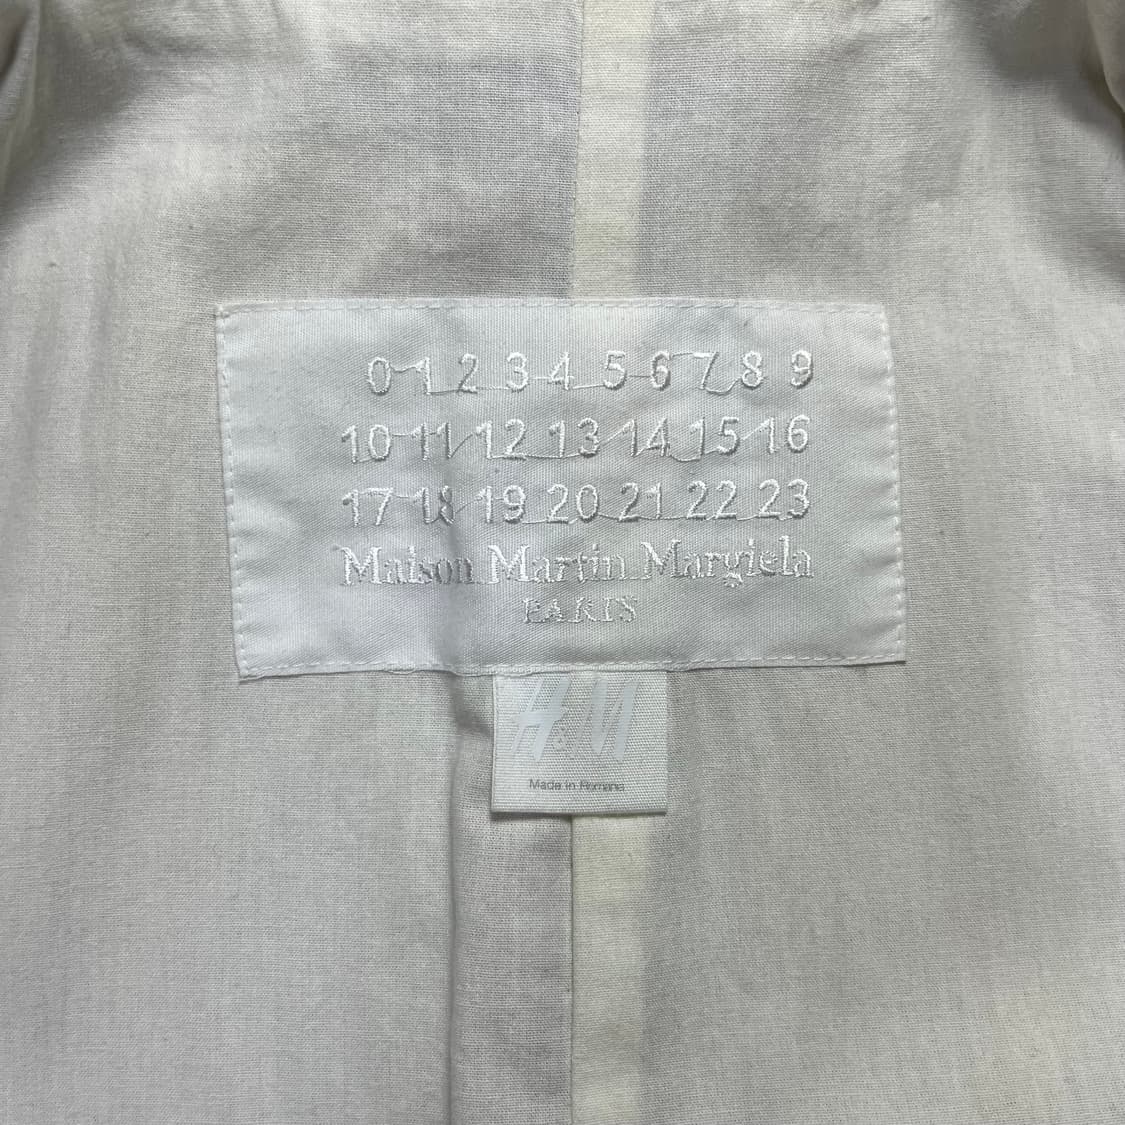 0 1 2 3 4 5 6 7 8 9
10 11 12 13 14 15 16
17 18 19 20 21 22 23
Maison Martin Margiela
PARIS
H&M
Made in Romania